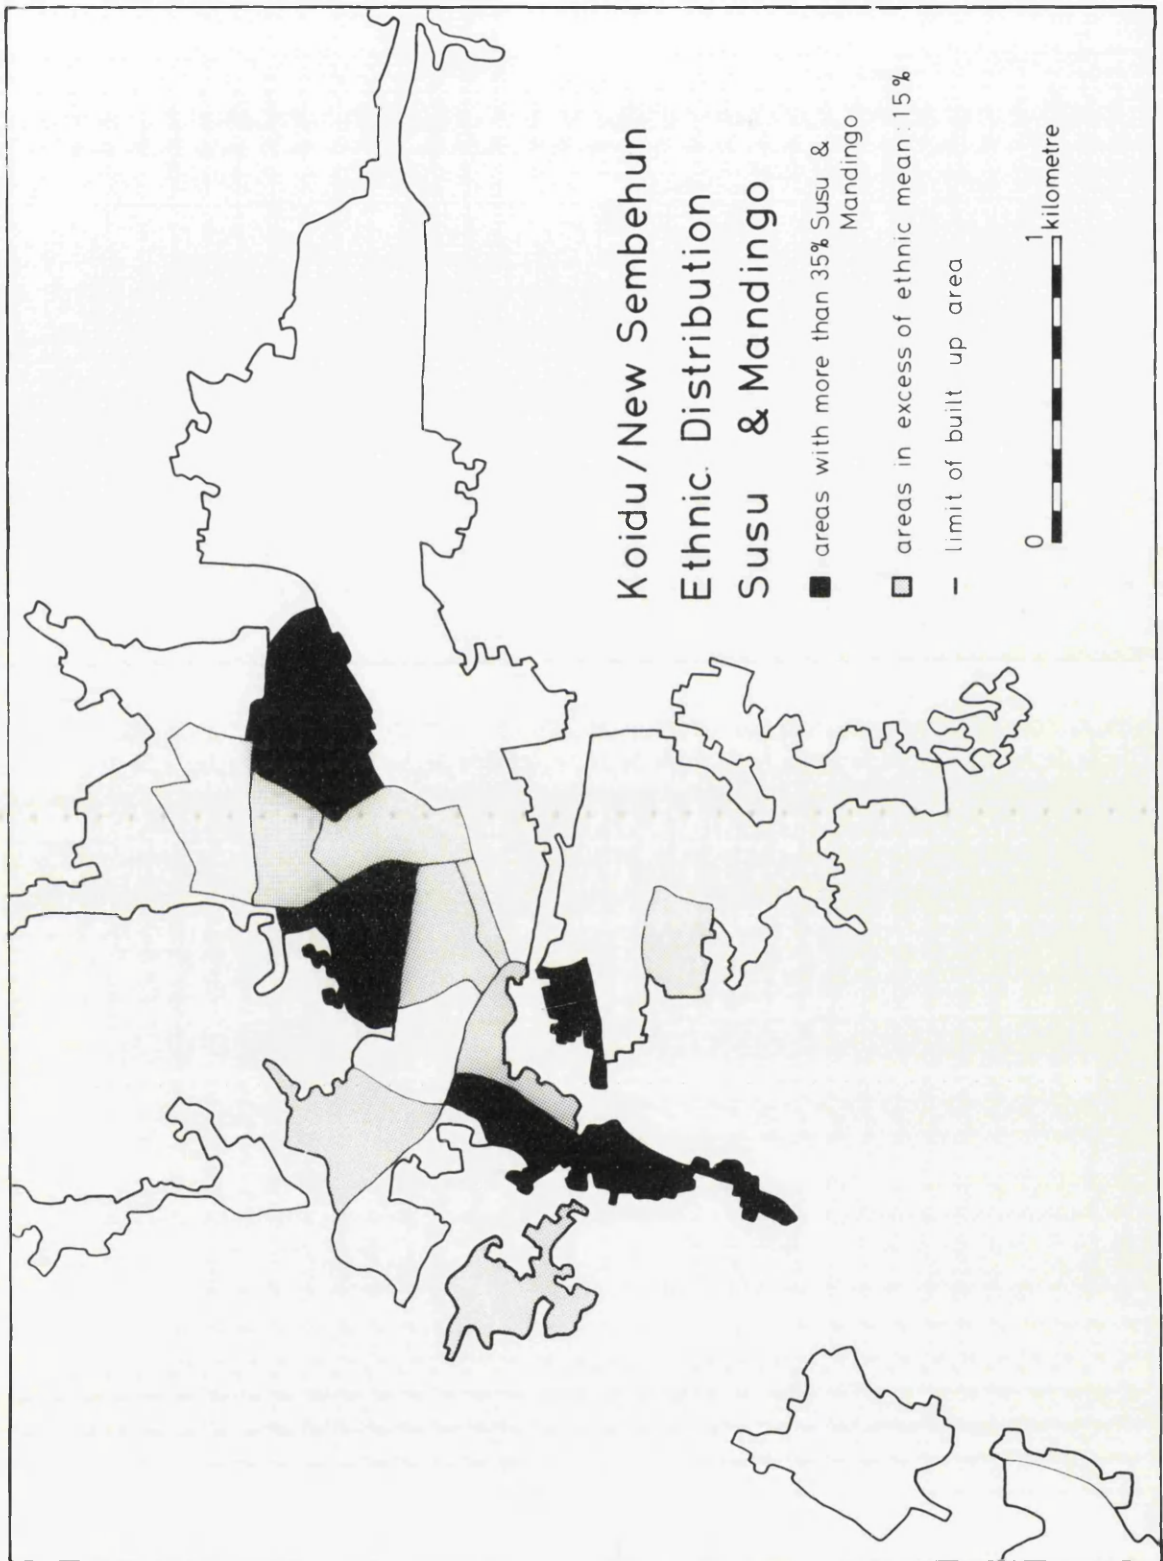 Koidu/New Sembehun
Ethnic Distribution
Susu & Mandingo
areas with more than 35% Susu &
Mandingo
areas in excess of ethnic mean: 15%
limit of built up area
0 1
kilometre